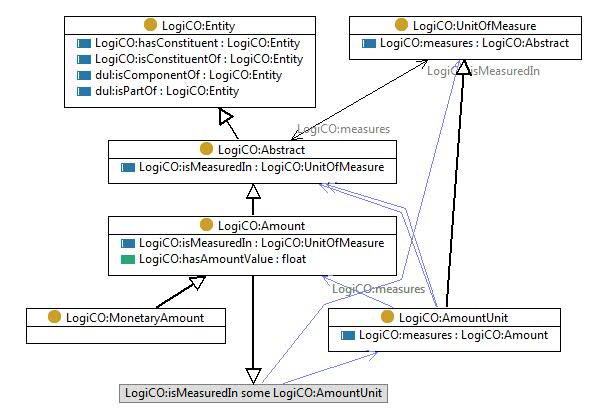 LogiCO:Entity
LogiCO:hasConstituent : LogiCO:Entity
LogiCO:isConstituentOf : LogiCO:Entity
dul:isComponentOf : LogiCO:Entity
dul:isPartOf : LogiCO:Entity
LogiCO:UnitOfMeasure
LogiCO:measures : LogiCO:Abstract
LogiCO:isMeasuredIn
LogiCO:measures
LogiCO:Abstract
LogiCO:isMeasuredIn : LogiCO:UnitOfMeasure
LogiCO:Amount
LogiCO:isMeasuredIn : LogiCO:UnitOfMeasure
LogiCO:hasAmountValue : float
LogiCO:measures
LogiCO:MonetaryAmount
LogiCO:AmountUnit
LogiCO:measures : LogiCO:Amount
LogiCO:isMeasuredIn some LogiCO:AmountUnit